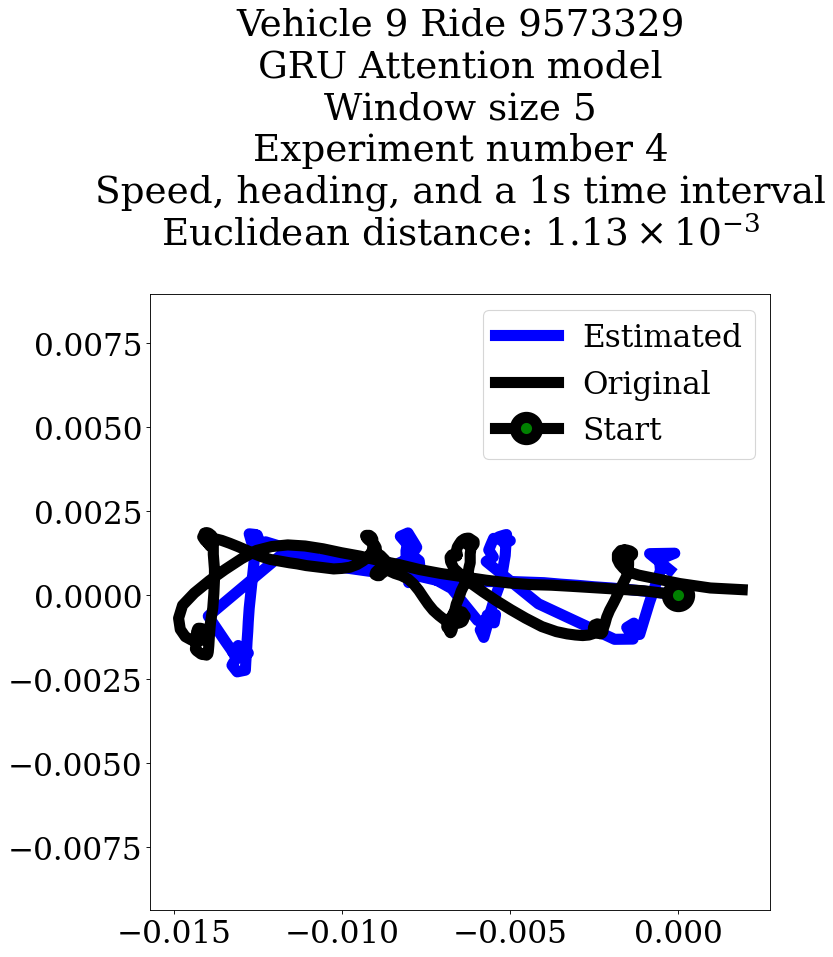 Vehicle 9 Ride 9573329
GRU Attention model
Window size 5
Experiment number 4
Speed, heading, and a 1s time interval
Euclidean distance: 1.13 × 10⁻³
Estimated
Original
Start
0.0075
0.0050
0.0025
0.0000
−0.0025
−0.0050
−0.0075
−0.015 −0.010 −0.005 0.000